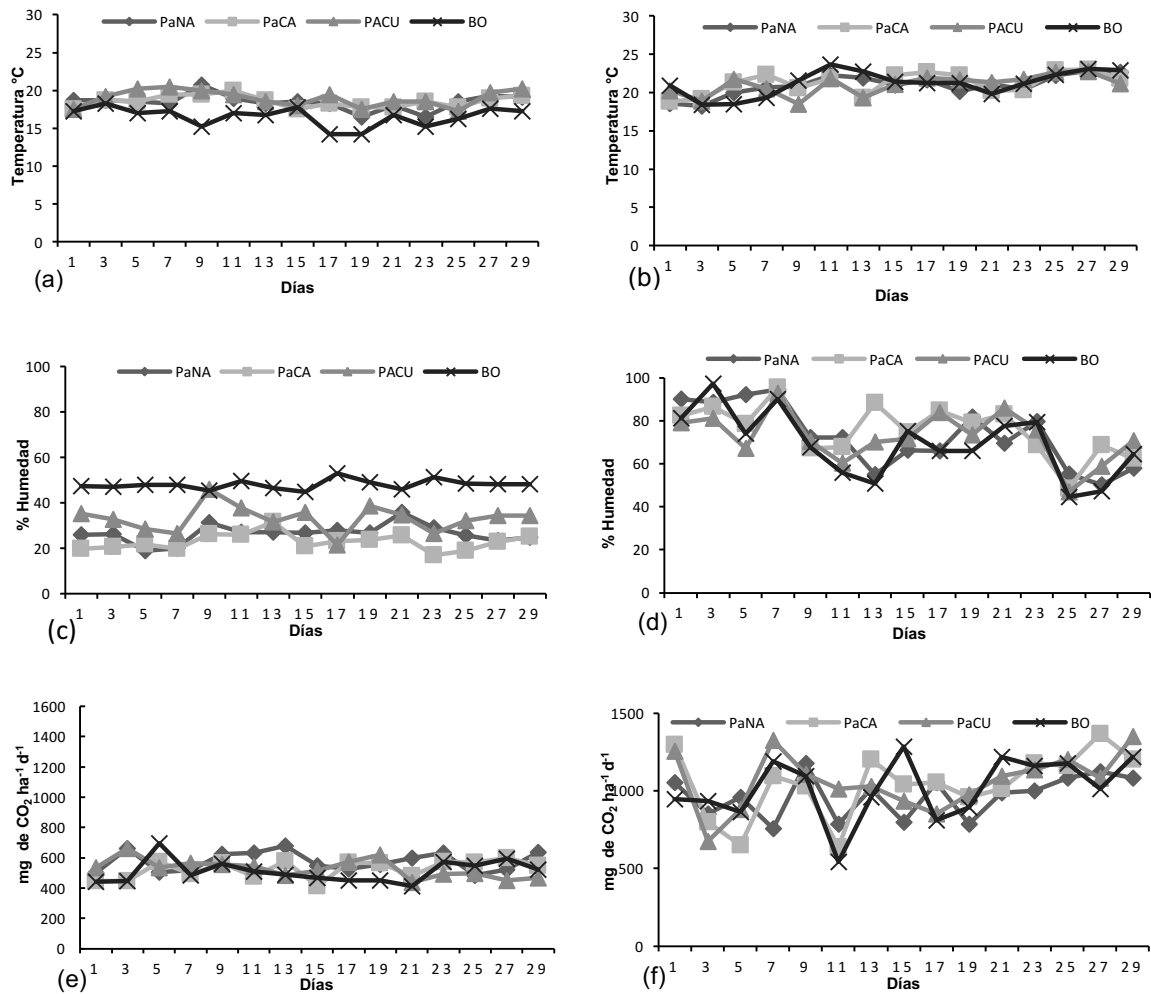 PaNA PaCA PACU BO
Temperatura °C
30
25
20
15
10
5
0
1 3 5 7 9 11 13 15 17 19 21 23 25 27 29
(a)
Días
PaNA PaCA PACU BO
Temperatura °C
30
25
20
15
10
5
0
1 3 5 7 9 11 13 15 17 19 21 23 25 27 29
(b)
Días
PaNA PaCA PACU BO
% Humedad
100
80
60
40
20
0
1 3 5 7 9 11 13 15 17 19 21 23 25 27 29
(c)
Días
PaNA PaCA PACU BO
% Humedad
100
80
60
40
20
0
1 3 5 7 9 11 13 15 17 19 21 23 25 27 29
(d)
Días
PaNA PaCA PACU BO
mg de CO₂ ha⁻¹ d⁻¹
1600
1400
1200
1000
800
600
400
200
0
1 3 5 7 9 11 13 15 17 19 21 23 25 27 29
(e)
Días
PaNA PaCA PaCU BO
mg de CO₂ ha⁻¹ d⁻¹
1500
1000
500
0
1 3 5 7 9 11 13 15 17 19 21 23 25 27 29
(f)
Días